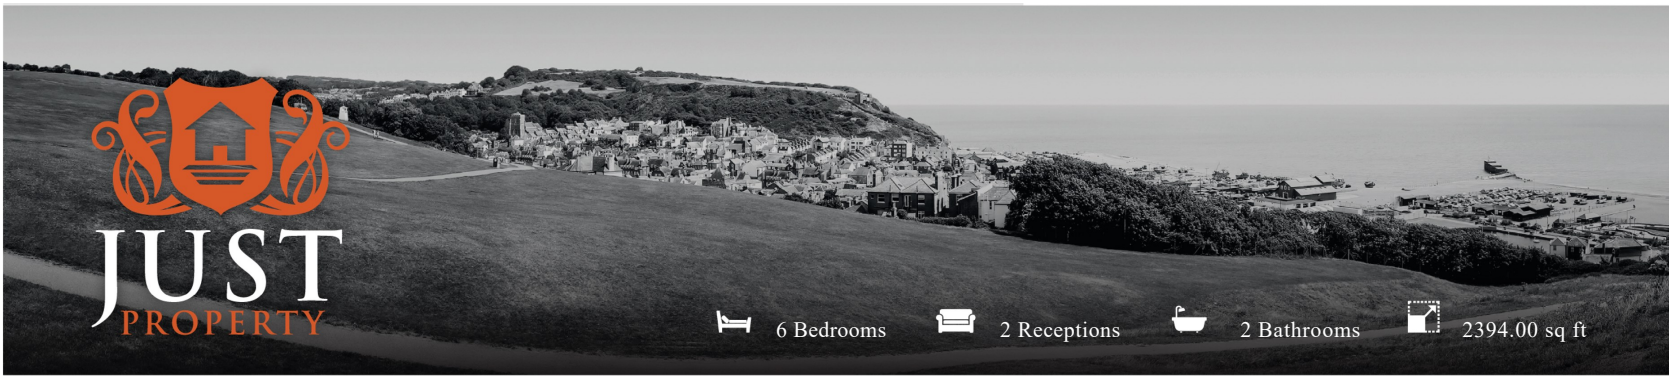 JUST
PROPERTY
6 Bedrooms 2 Receptions 2 Bathrooms 2394.00 sq ft